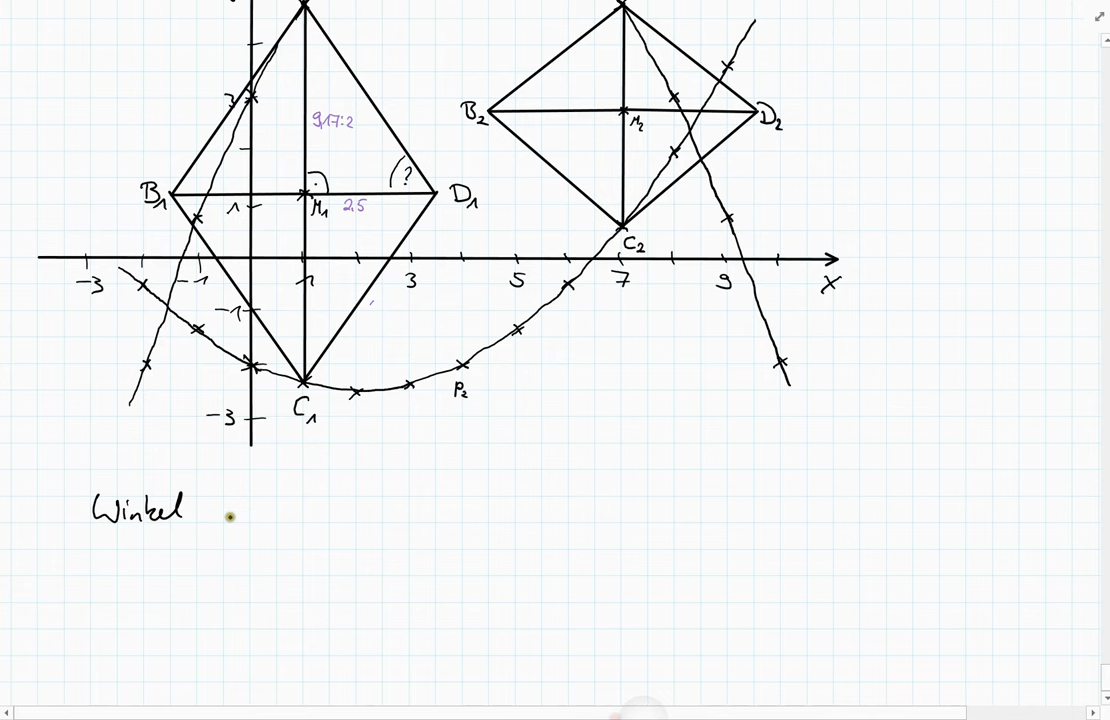 3
9,17:2
B₂
M₂
D₂
?
B₁
1
M₁
2,5
D₁
C₂
-3
-1
1
3
5
7
9
x
-1
P₂
-3
C₁
Winkel